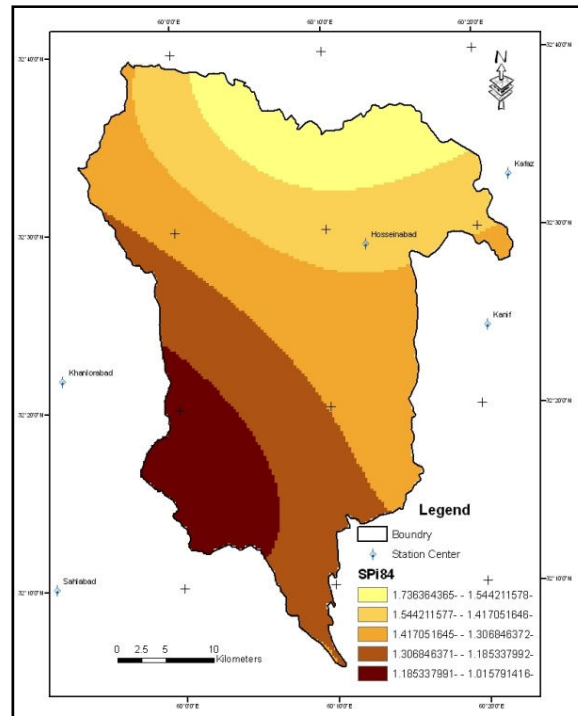 60°0'0"E 60°10'0"E 60°20'0"E
32°40'0"N 32°40'0"N
N
Kafaz
Hosseinabad
32°30'0"N 32°30'0"N
Kanif
Khanlorabad
32°20'0"N 32°20'0"N
Legend
Boundry
Station Center
Sahlabad
32°10'0"N 32°10'0"N
SPi84
1.736364365- - 1.544211578-
1.544211577- - 1.417051646-
1.417051645- - 1.306846372-
1.306846371- - 1.185337992-
1.185337991- - 1.015791416-
0 2.5 5 10
Kilometers
60°0'0"E 60°10'0"E 60°20'0"E